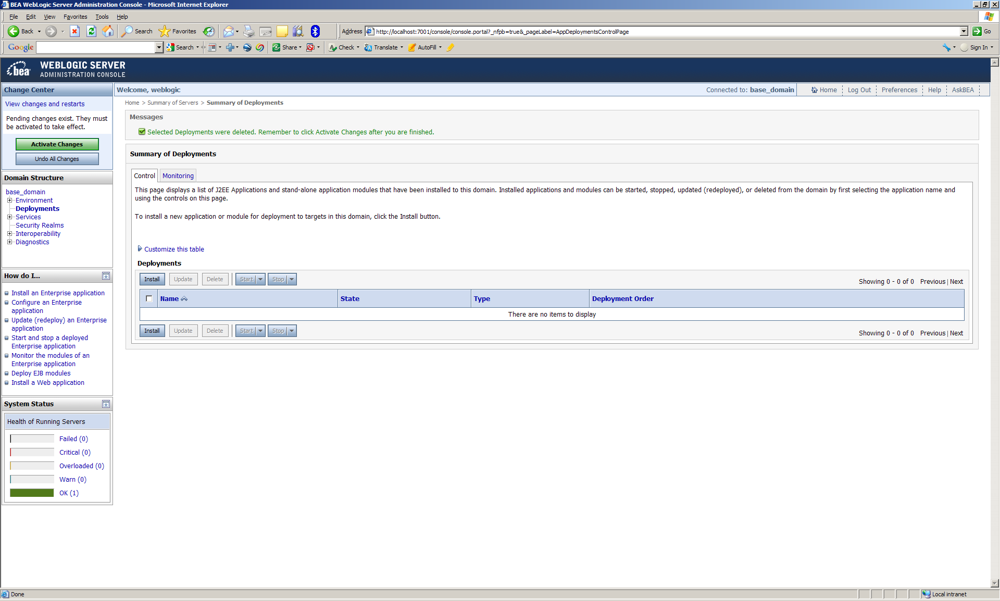 BEA WebLogic Server Administration Console - Microsoft Internet Explorer
File Edit View Favorites Tools Help
Back Search Favorites Address http://localhost:7001/console/console.portal?_nfpb=true&_pageLabel=AppDeploymentsControlPage Go
Google Search Share Check Translate AutoFill Sign In
bea WEBLOGIC SERVER
ADMINISTRATION CONSOLE
Change Center
View changes and restarts
Pending changes exist. They must
be activated to take effect.
Activate Changes
Undo All Changes
Domain Structure
base_domain
Environment
Deployments
Services
Security Realms
Interoperability
Diagnostics
How do I...
Install an Enterprise application
Configure an Enterprise
application
Update (redeploy) an Enterprise
application
Start and stop a deployed
Enterprise application
Monitor the modules of an
Enterprise application
Deploy EJB modules
Install a Web application
System Status
Health of Running Servers
Failed (0)
Critical (0)
Overloaded (0)
Warn (0)
OK (1)
Welcome, weblogic Connected to: base_domain Home Log Out Preferences Help AskBEA
Home > Summary of Servers > Summary of Deployments
Messages
Selected Deployments were deleted. Remember to click Activate Changes after you are finished.
Summary of Deployments
Control Monitoring
This page displays a list of J2EE Applications and stand-alone application modules that have been installed to this domain. Installed applications and modules can be started, stopped, updated (redeployed), or deleted from the domain by first selecting the application name and
using the controls on this page.
To install a new application or module for deployment to targets in this domain, click the Install button.
Customize this table
Deployments
Install Update Delete Start Stop Showing 0 - 0 of 0 Previous | Next
Name State Type Deployment Order
There are no items to display
Install Update Delete Start Stop Showing 0 - 0 of 0 Previous | Next
Done Local intranet